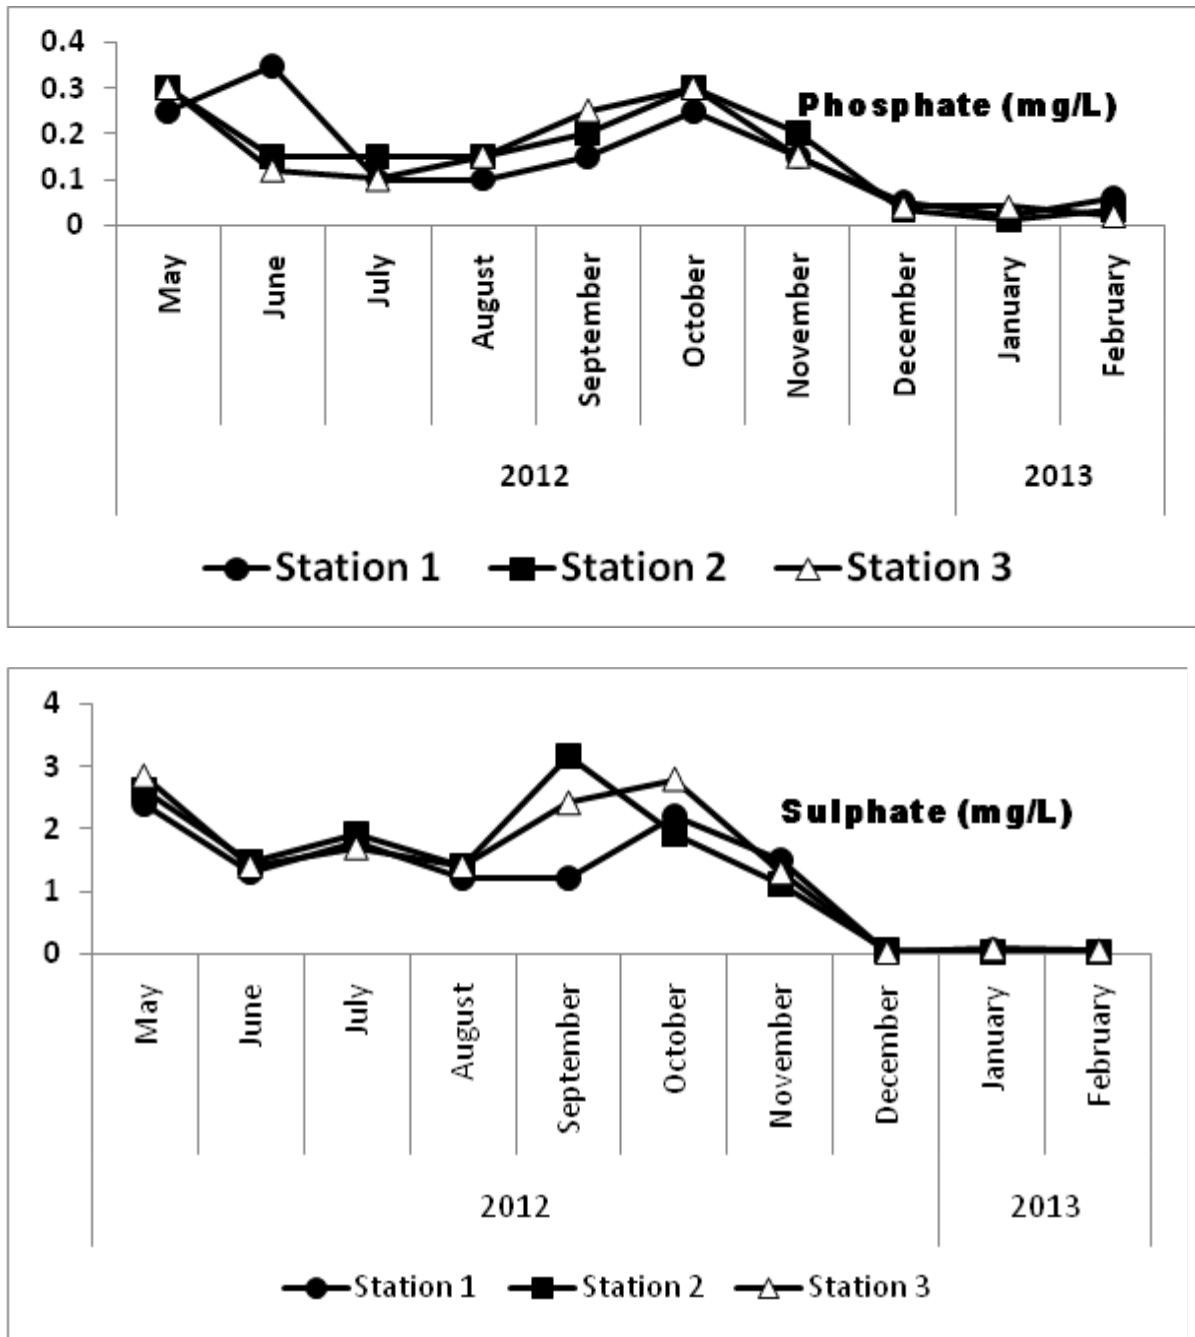 0.4
0.3
0.2
0.1
0
Phosphate (mg/L)
May
June
July
August
September
October
November
December
January
February
2012
2013
Station 1
Station 2
Station 3
4
3
2
1
0
Sulphate (mg/L)
May
June
July
August
September
October
November
December
January
February
2012
2013
Station 1
Station 2
Station 3